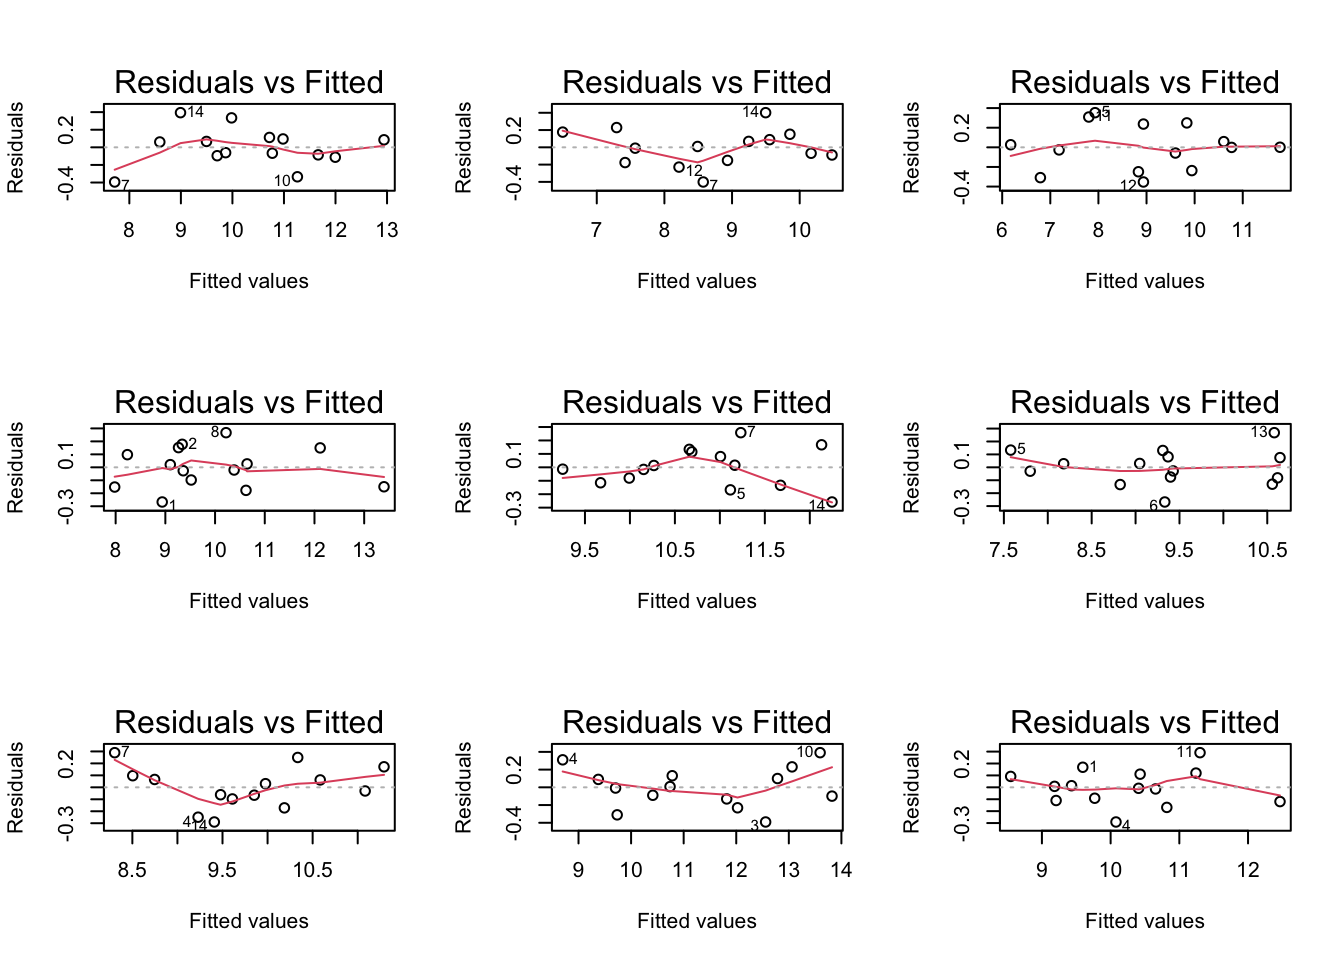 Residuals vs Fitted
Residuals
0.2
-0.4
14
7
10
8 9 10 11 12 13
Fitted values
Residuals vs Fitted
Residuals
0.2
-0.4
14
12
7
7 8 9 10
Fitted values
Residuals vs Fitted
Residuals
0.2
-0.4
5
11
12
6 7 8 9 10 11
Fitted values
Residuals vs Fitted
Residuals
0.1
-0.3
8
2
1
8 9 10 11 12 13
Fitted values
Residuals vs Fitted
Residuals
0.1
-0.3
7
5
14
9.5 10.5 11.5
Fitted values
Residuals vs Fitted
Residuals
0.1
-0.3
13
5
6
7.5 8.5 9.5 10.5
Fitted values
Residuals vs Fitted
Residuals
0.2
-0.3
7
4
14
8.5 9.5 10.5
Fitted values
Residuals vs Fitted
Residuals
0.2
-0.4
10
4
3
9 10 11 12 13 14
Fitted values
Residuals vs Fitted
Residuals
0.2
-0.3
11
1
4
9 10 11 12
Fitted values